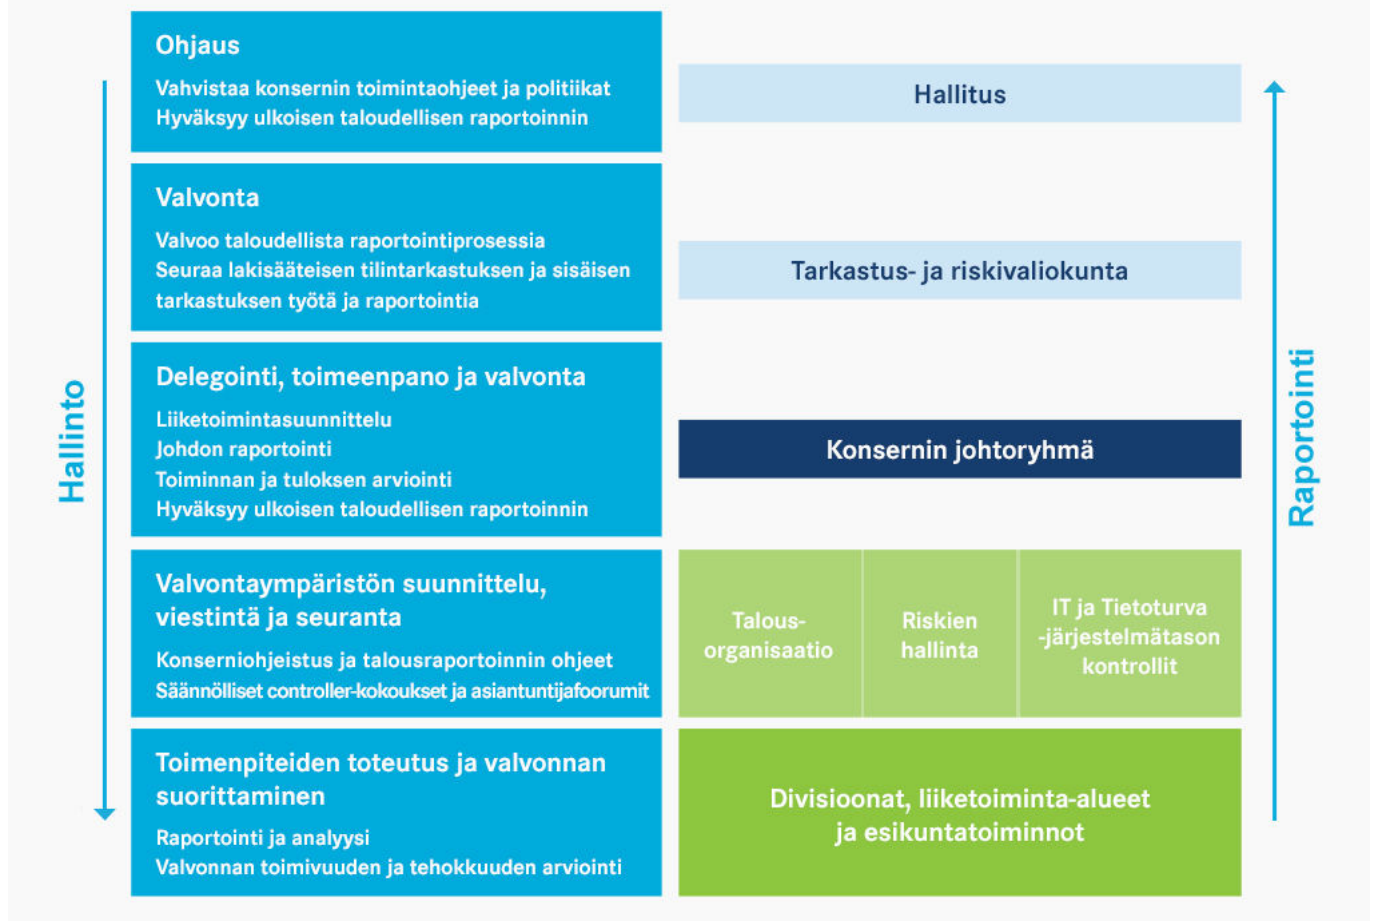 Hallinto
Ohjaus
Vahvistaa konsernin toimintaohjeet ja politiikat
Hyväksyy ulkoisen taloudellisen raportoinnin
Hallitus
Valvonta
Valvoo taloudellista raportointiprosessia
Seuraa lakisääteisen tilintarkastuksen ja sisäisen
tarkastuksen työtä ja raportointia
Tarkastus- ja riskivaliokunta
Delegointi, toimeenpano ja valvonta
Liiketoimintasuunnittelu
Johdon raportointi
Toiminnan ja tuloksen arviointi
Hyväksyy ulkoisen taloudellisen raportoinnin
Konsernin johtoryhmä
Valvontaympäristön suunnittelu,
viestintä ja seuranta
Konserniohjeistus ja talousraportoinnin ohjeet
Säännölliset controller-kokoukset ja asiantuntijafoorumit
Talous-
organisaatio
Riskien
hallinta
IT ja Tietoturva
-järjestelmätason
kontrollit
Toimenpiteiden toteutus ja valvonnan
suorittaminen
Raportointi ja analyysi
Valvonnan toimivuuden ja tehokkuuden arviointi
Divisioonat, liiketoiminta-alueet
ja esikuntatoiminnot
Raportointi